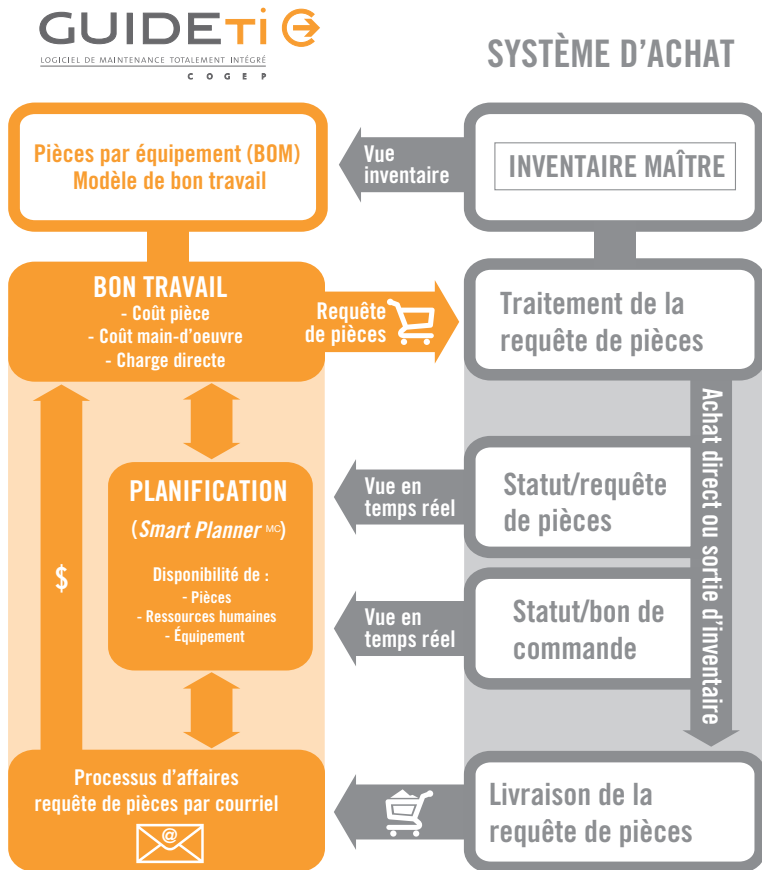 GUIDETi
LOGICIEL DE MAINTENANCE TOTALEMENT INTÉGRÉ
COGEP
SYSTÈME D'ACHAT
Pièces par équipement (BOM)
Modèle de bon travail
Vue
inventaire
INVENTAIRE MAÎTRE
BON TRAVAIL
- Coût pièce
- Coût main-d'oeuvre
- Charge directe
Requête
de pièces
Traitement de la
requête de pièces
Achat direct ou sortie d'inventaire
PLANIFICATION
(Smart Planner MC)
Disponibilité de :
- Pièces
- Ressources humaines
- Équipement
Vue en
temps réel
Statut/requête
de pièces
$
Vue en
temps réel
Statut/bon de
commande
Processus d'affaires
requête de pièces par courriel
@
Livraison de la
requête de pièces